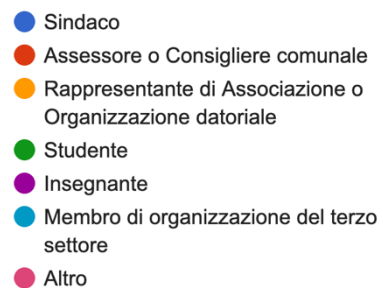 Sindaco
Assessore o Consigliere comunale
Rappresentante di Associazione o
Organizzazione datoriale
Studente
Insegnante
Membro di organizzazione del terzo
settore
Altro